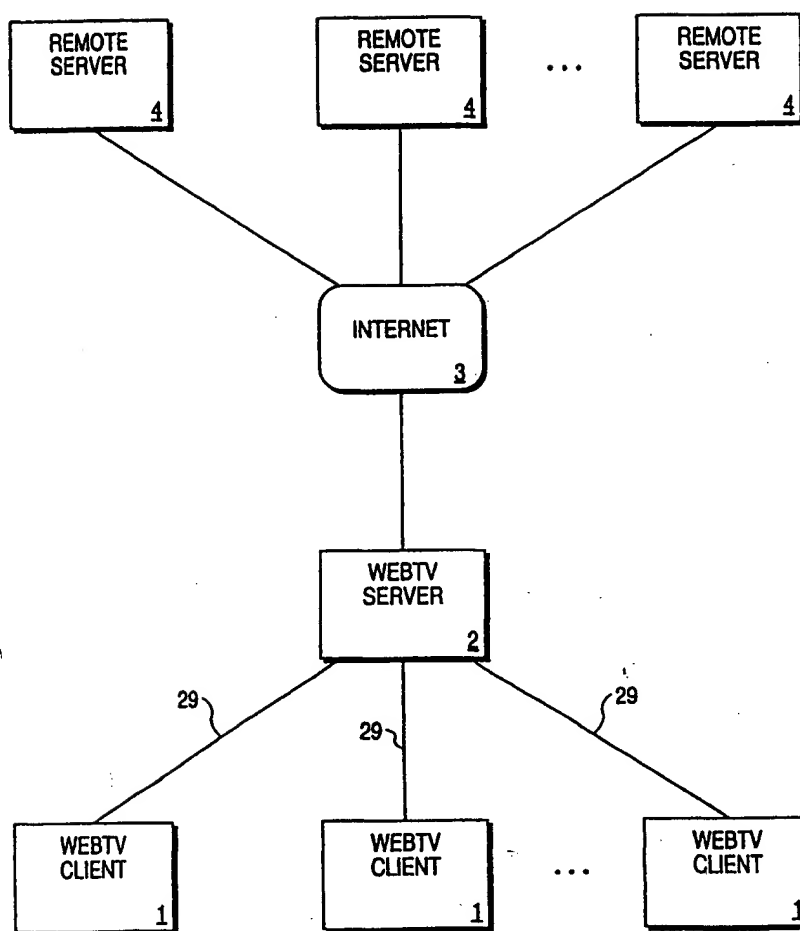 REMOTE
SERVER
4
REMOTE
SERVER
4
...
REMOTE
SERVER
4
INTERNET
3
WEBTV
SERVER
2
29
29
29
WEBTV
CLIENT
1
WEBTV
CLIENT
1
...
WEBTV
CLIENT
1